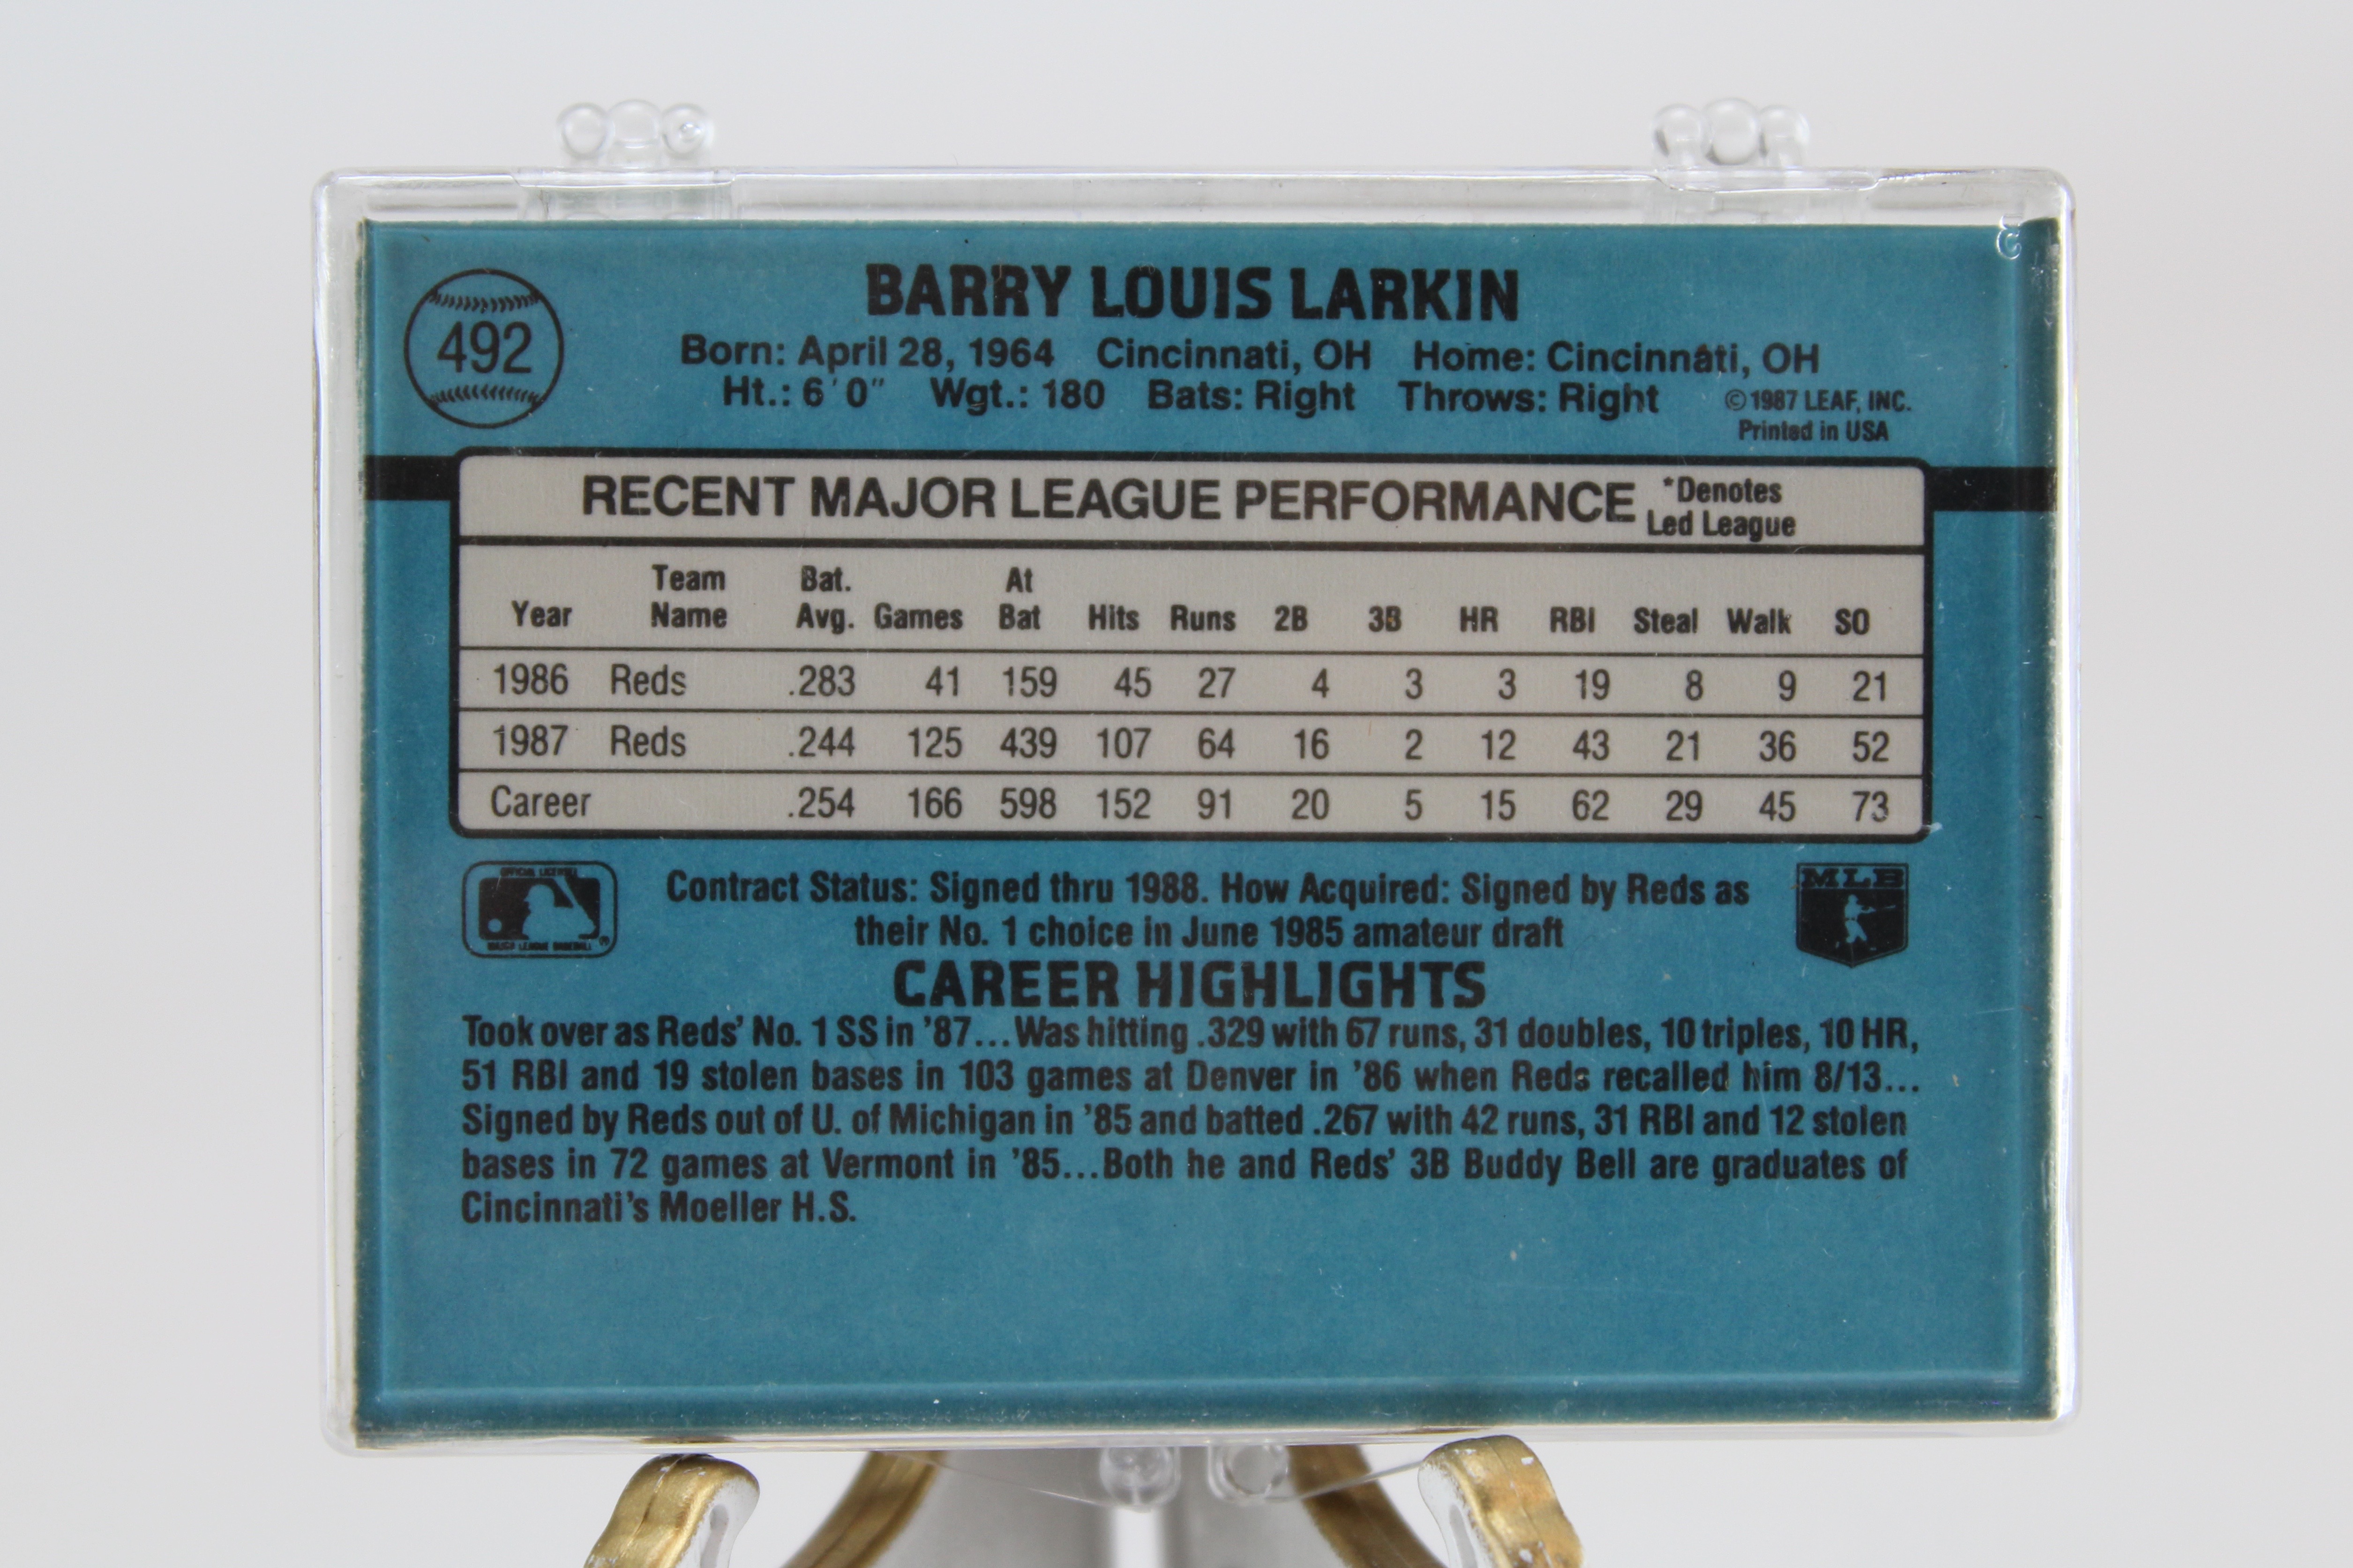 492
BARRY LOUIS LARKIN
Born: April 28, 1964 Cincinnati, OH Home: Cincinnati, OH
Ht.: 6'0" Wgt.: 180 Bats: Right Throws: Right
© 1987 LEAF, INC.
Printed in USA
RECENT MAJOR LEAGUE PERFORMANCE *Denotes Led League
Year Team Name Bat. Avg. Games At Bat Hits Runs 2B 3B HR RBI Steal Walk SO
1986 Reds .283 41 159 45 27 4 3 3 19 8 9 21
1987 Reds .244 125 439 107 64 16 2 12 43 21 36 52
Career .254 166 598 152 91 20 5 15 62 29 45 73
MLB
Contract Status: Signed thru 1988. How Acquired: Signed by Reds as
their No. 1 choice in June 1985 amateur draft
CAREER HIGHLIGHTS
Took over as Reds' No. 1 SS in '87...Was hitting .329 with 67 runs, 31 doubles, 10 triples, 10 HR,
51 RBI and 19 stolen bases in 103 games at Denver in '86 when Reds recalled him 8/13...
Signed by Reds out of U. of Michigan in '85 and batted .267 with 42 runs, 31 RBI and 12 stolen
bases in 72 games at Vermont in '85...Both he and Reds' 3B Buddy Bell are graduates of
Cincinnati's Moeller H.S.